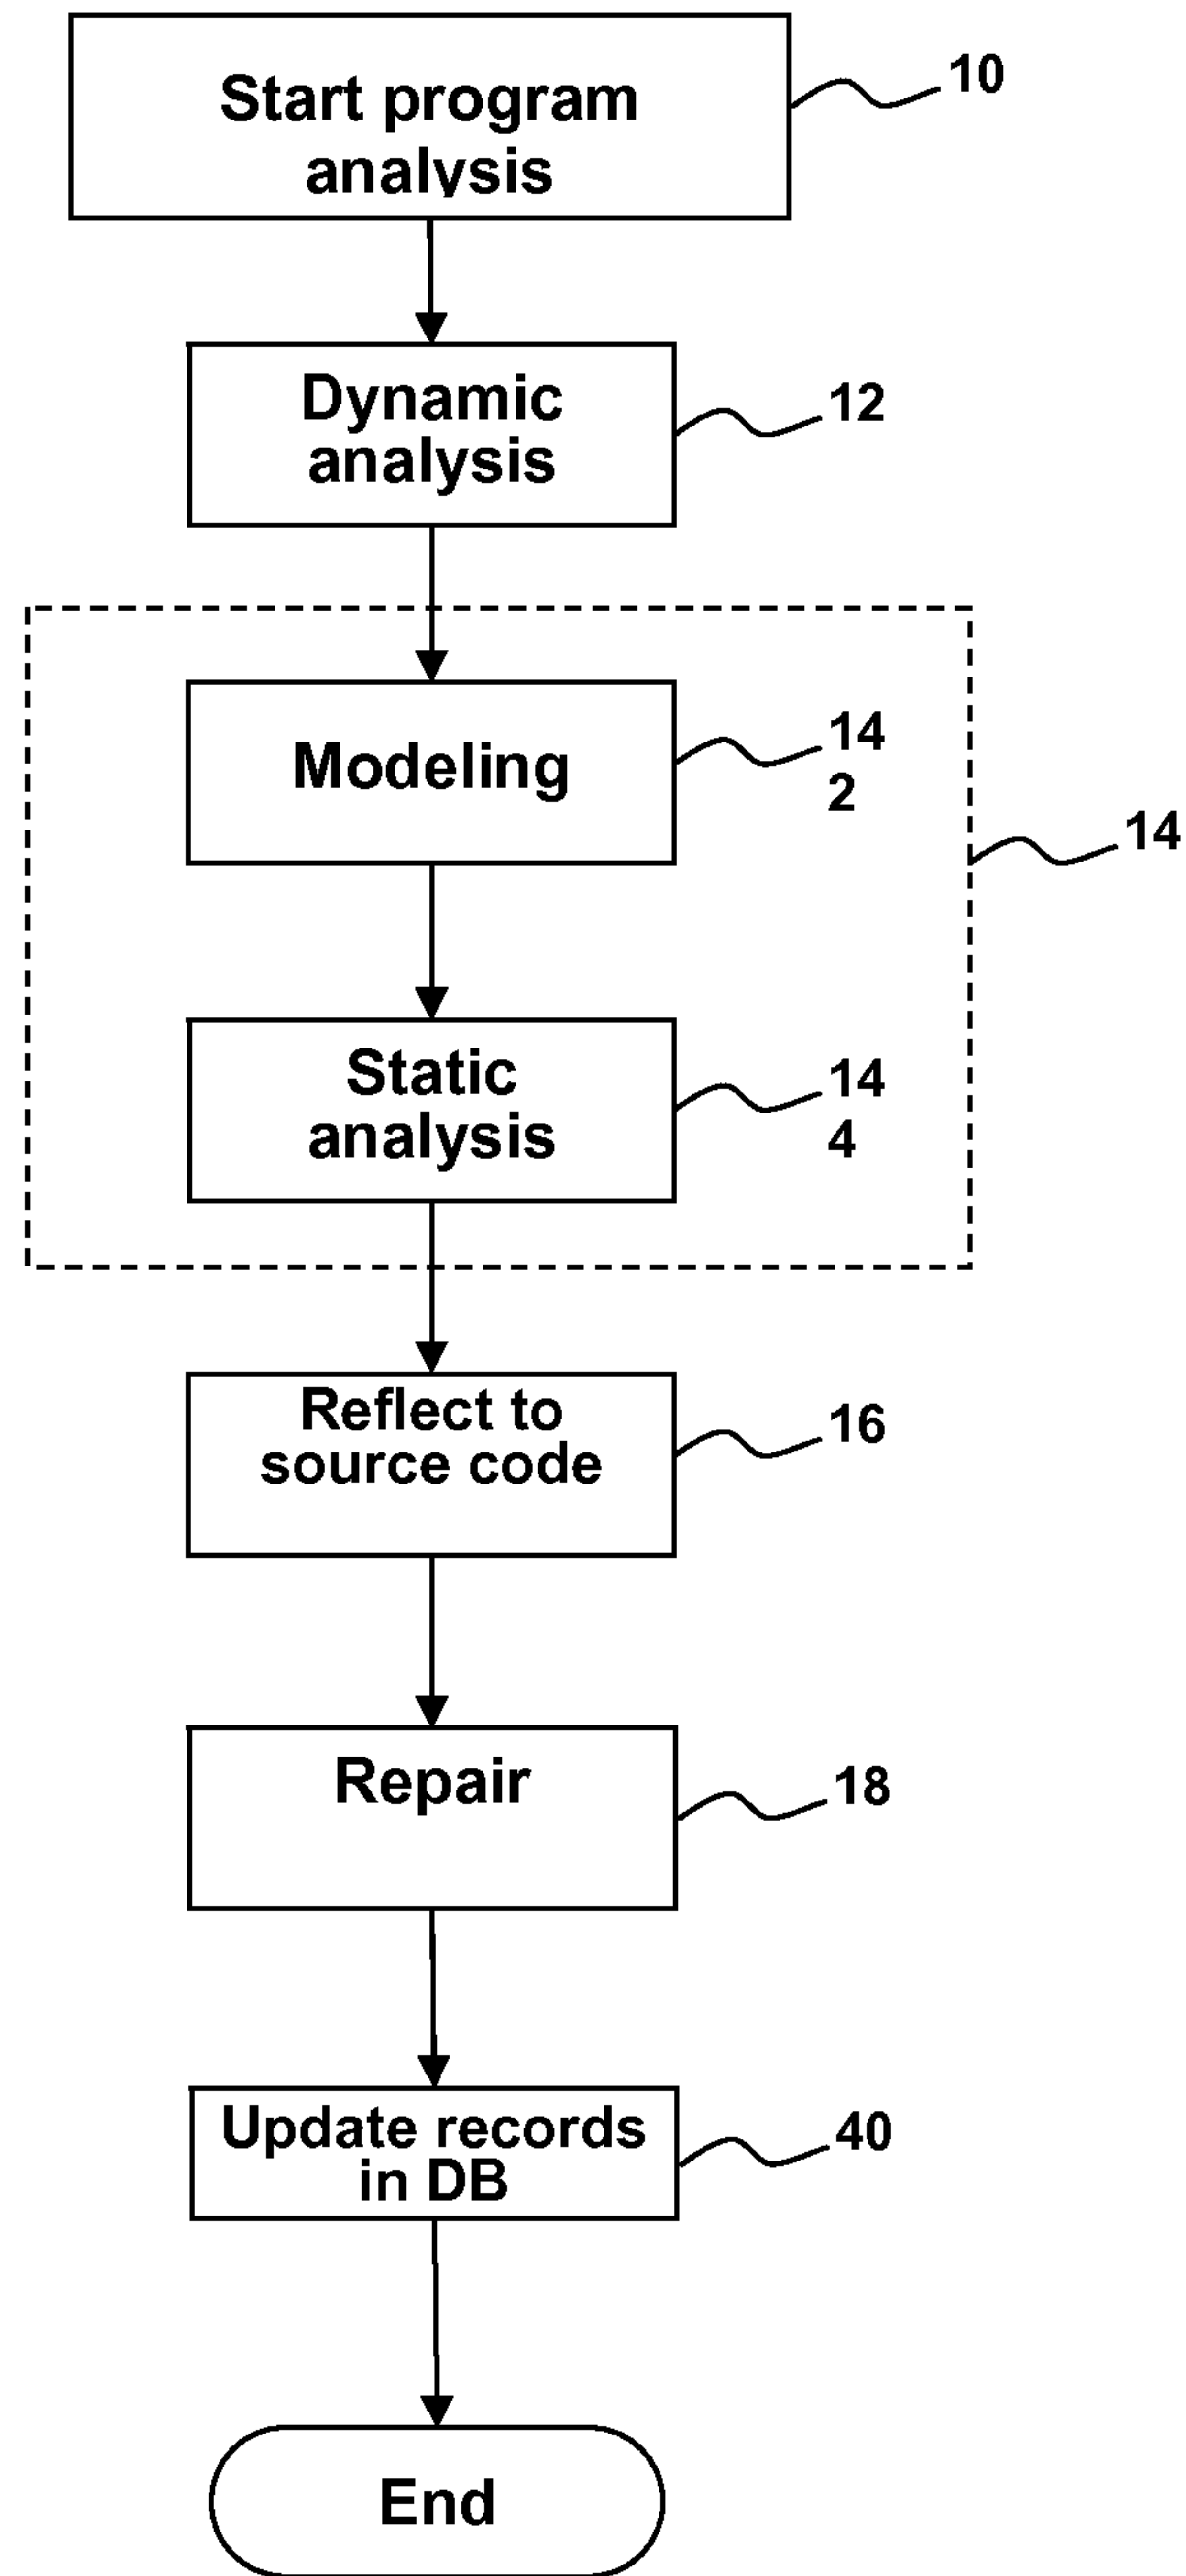 Start program
analysis
10
Dynamic
analysis
12
Modeling
14
2
14
Static
analysis
14
4
Reflect to
source code
16
Repair
18
Update records
in DB
40
End